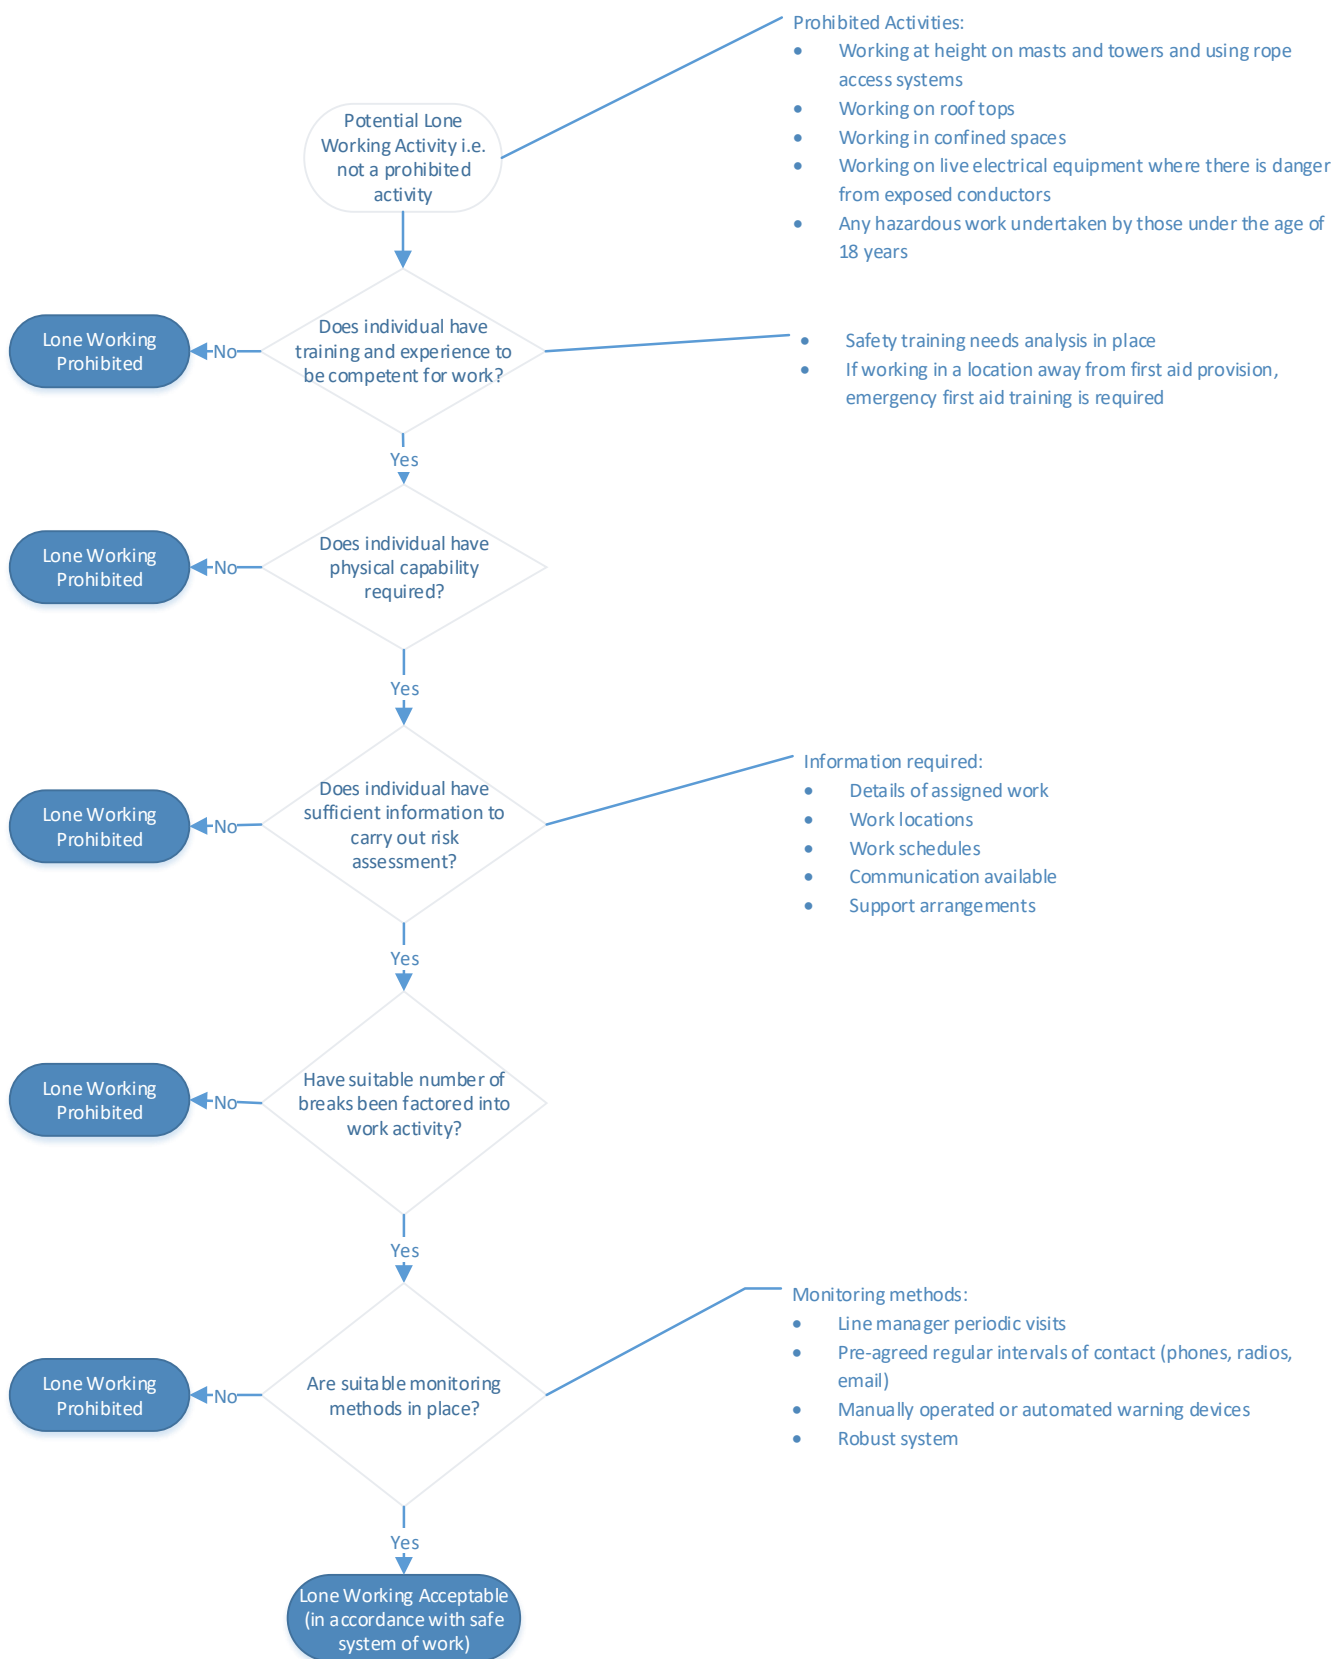 Prohibited Activities:
• Working at height on masts and towers and using rope
access systems
• Working on roof tops
• Working in confined spaces
• Working on live electrical equipment where there is danger
from exposed conductors
• Any hazardous work undertaken by those under the age of
18 years
Potential Lone
Working Activity i.e.
not a prohibited
activity
Lone Working
Prohibited
No
Does individual have
training and experience to
be competent for work?
• Safety training needs analysis in place
• If working in a location away from first aid provision,
emergency first aid training is required
Yes
Lone Working
Prohibited
No
Does individual have
physical capability
required?
Yes
Lone Working
Prohibited
No
Does individual have
sufficient information to
carry out risk
assessment?
Information required:
• Details of assigned work
• Work locations
• Work schedules
• Communication available
• Support arrangements
Yes
Lone Working
Prohibited
No
Have suitable number of
breaks been factored into
work activity?
Yes
Lone Working
Prohibited
No
Are suitable monitoring
methods in place?
Monitoring methods:
• Line manager periodic visits
• Pre-agreed regular intervals of contact (phones, radios,
email)
• Manually operated or automated warning devices
• Robust system
Yes
Lone Working Acceptable
(in accordance with safe
system of work)